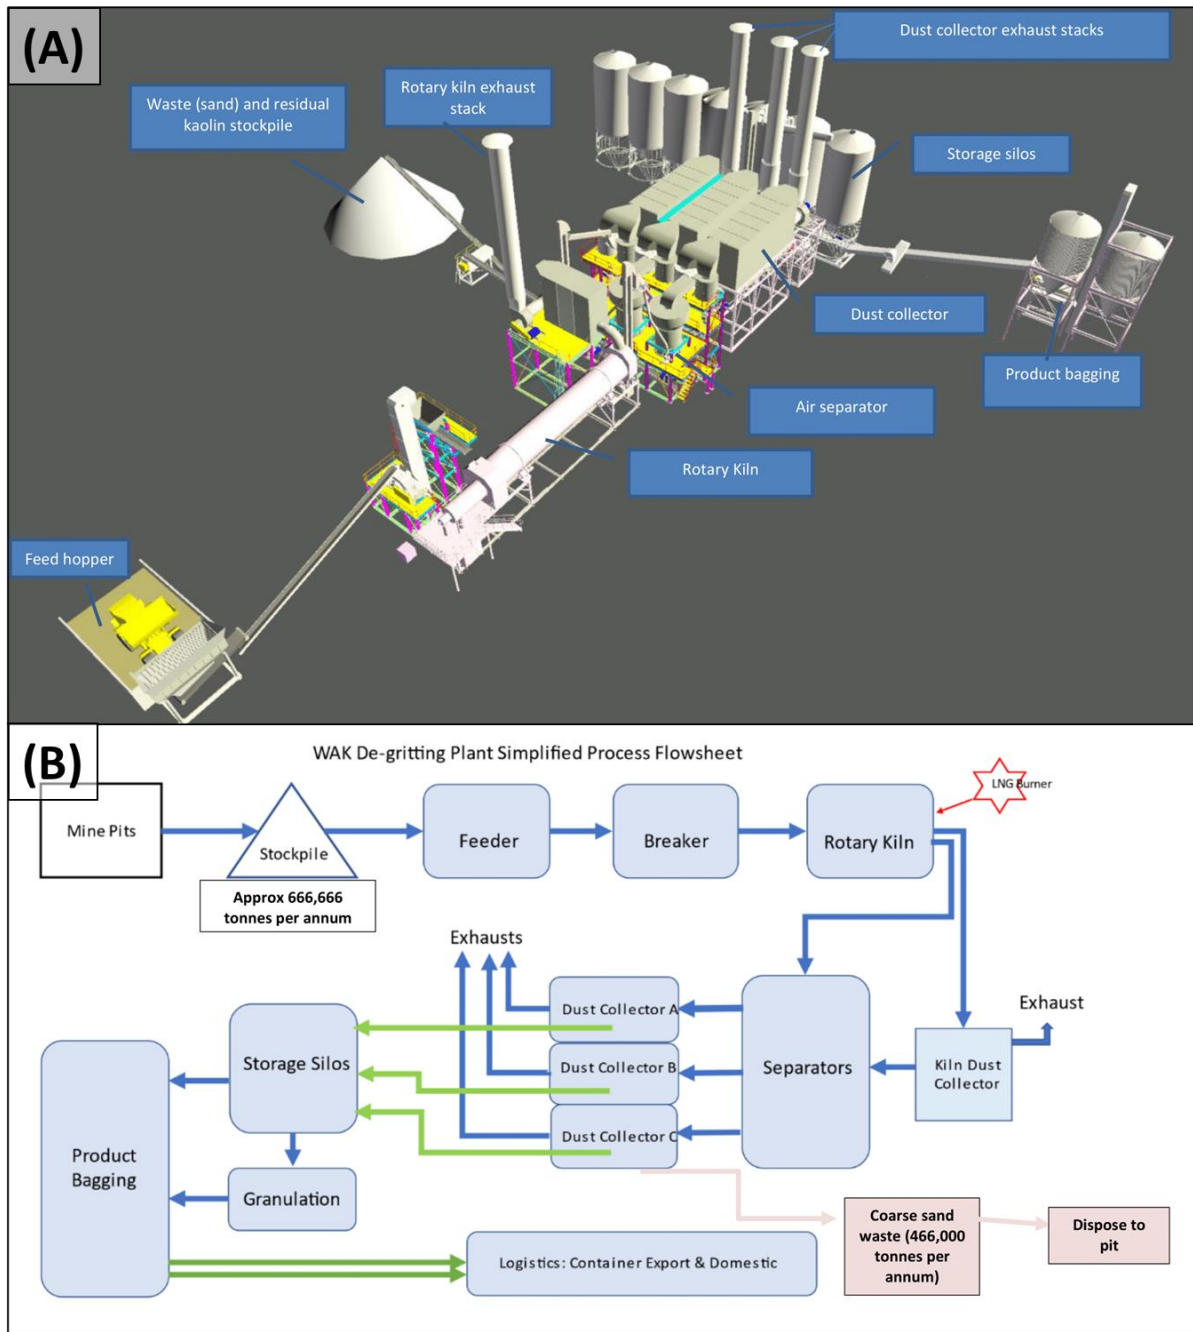 (A)
Dust collector exhaust stacks
Waste (sand) and residual
kaolin stockpile
Rotary kiln exhaust
stack
Storage silos
Dust collector
Product bagging
Air separator
Rotary Kiln
Feed hopper
(B)
WAK De-gritting Plant Simplified Process Flowsheet
LNG Burner
Mine Pits
Stockpile
Feeder
Breaker
Rotary Kiln
Approx 666,666
tonnes per annum
Exhausts
Exhaust
Dust Collector A
Storage Silos
Dust Collector B
Separators
Kiln Dust
Collector
Dust Collector C
Product
Bagging
Granulation
Coarse sand
waste (466,000
tonnes per
annum)
Dispose to
pit
Logistics: Container Export & Domestic